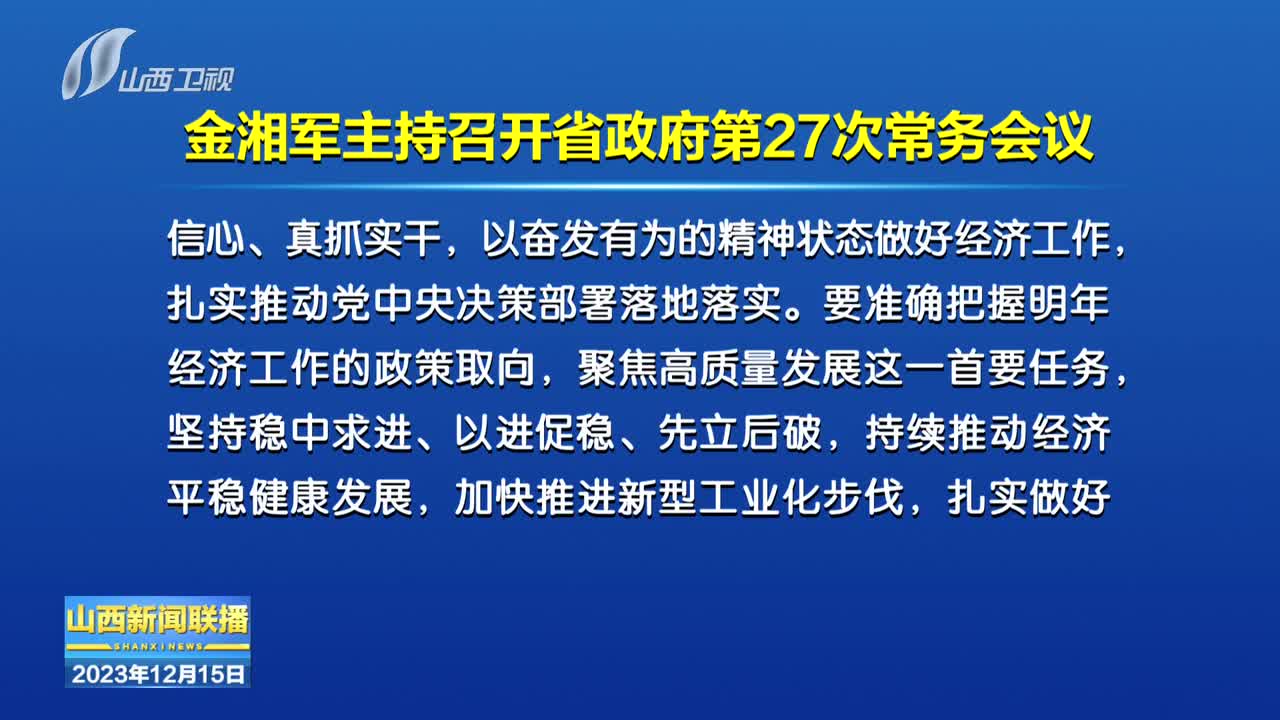 山西卫视
金湘军主持召开省政府第27次常务会议
信心、真抓实干，以奋发有为的精神状态做好经济工作，
扎实推动党中央决策部署落地落实。要准确把握明年
经济工作的政策取向，聚焦高质量发展这一首要任务，
坚持稳中求进、以进促稳、先立后破，持续推动经济
平稳健康发展，加快推进新型工业化步伐，扎实做好
山西新闻联播
SHANXI NEWS
2023年12月15日